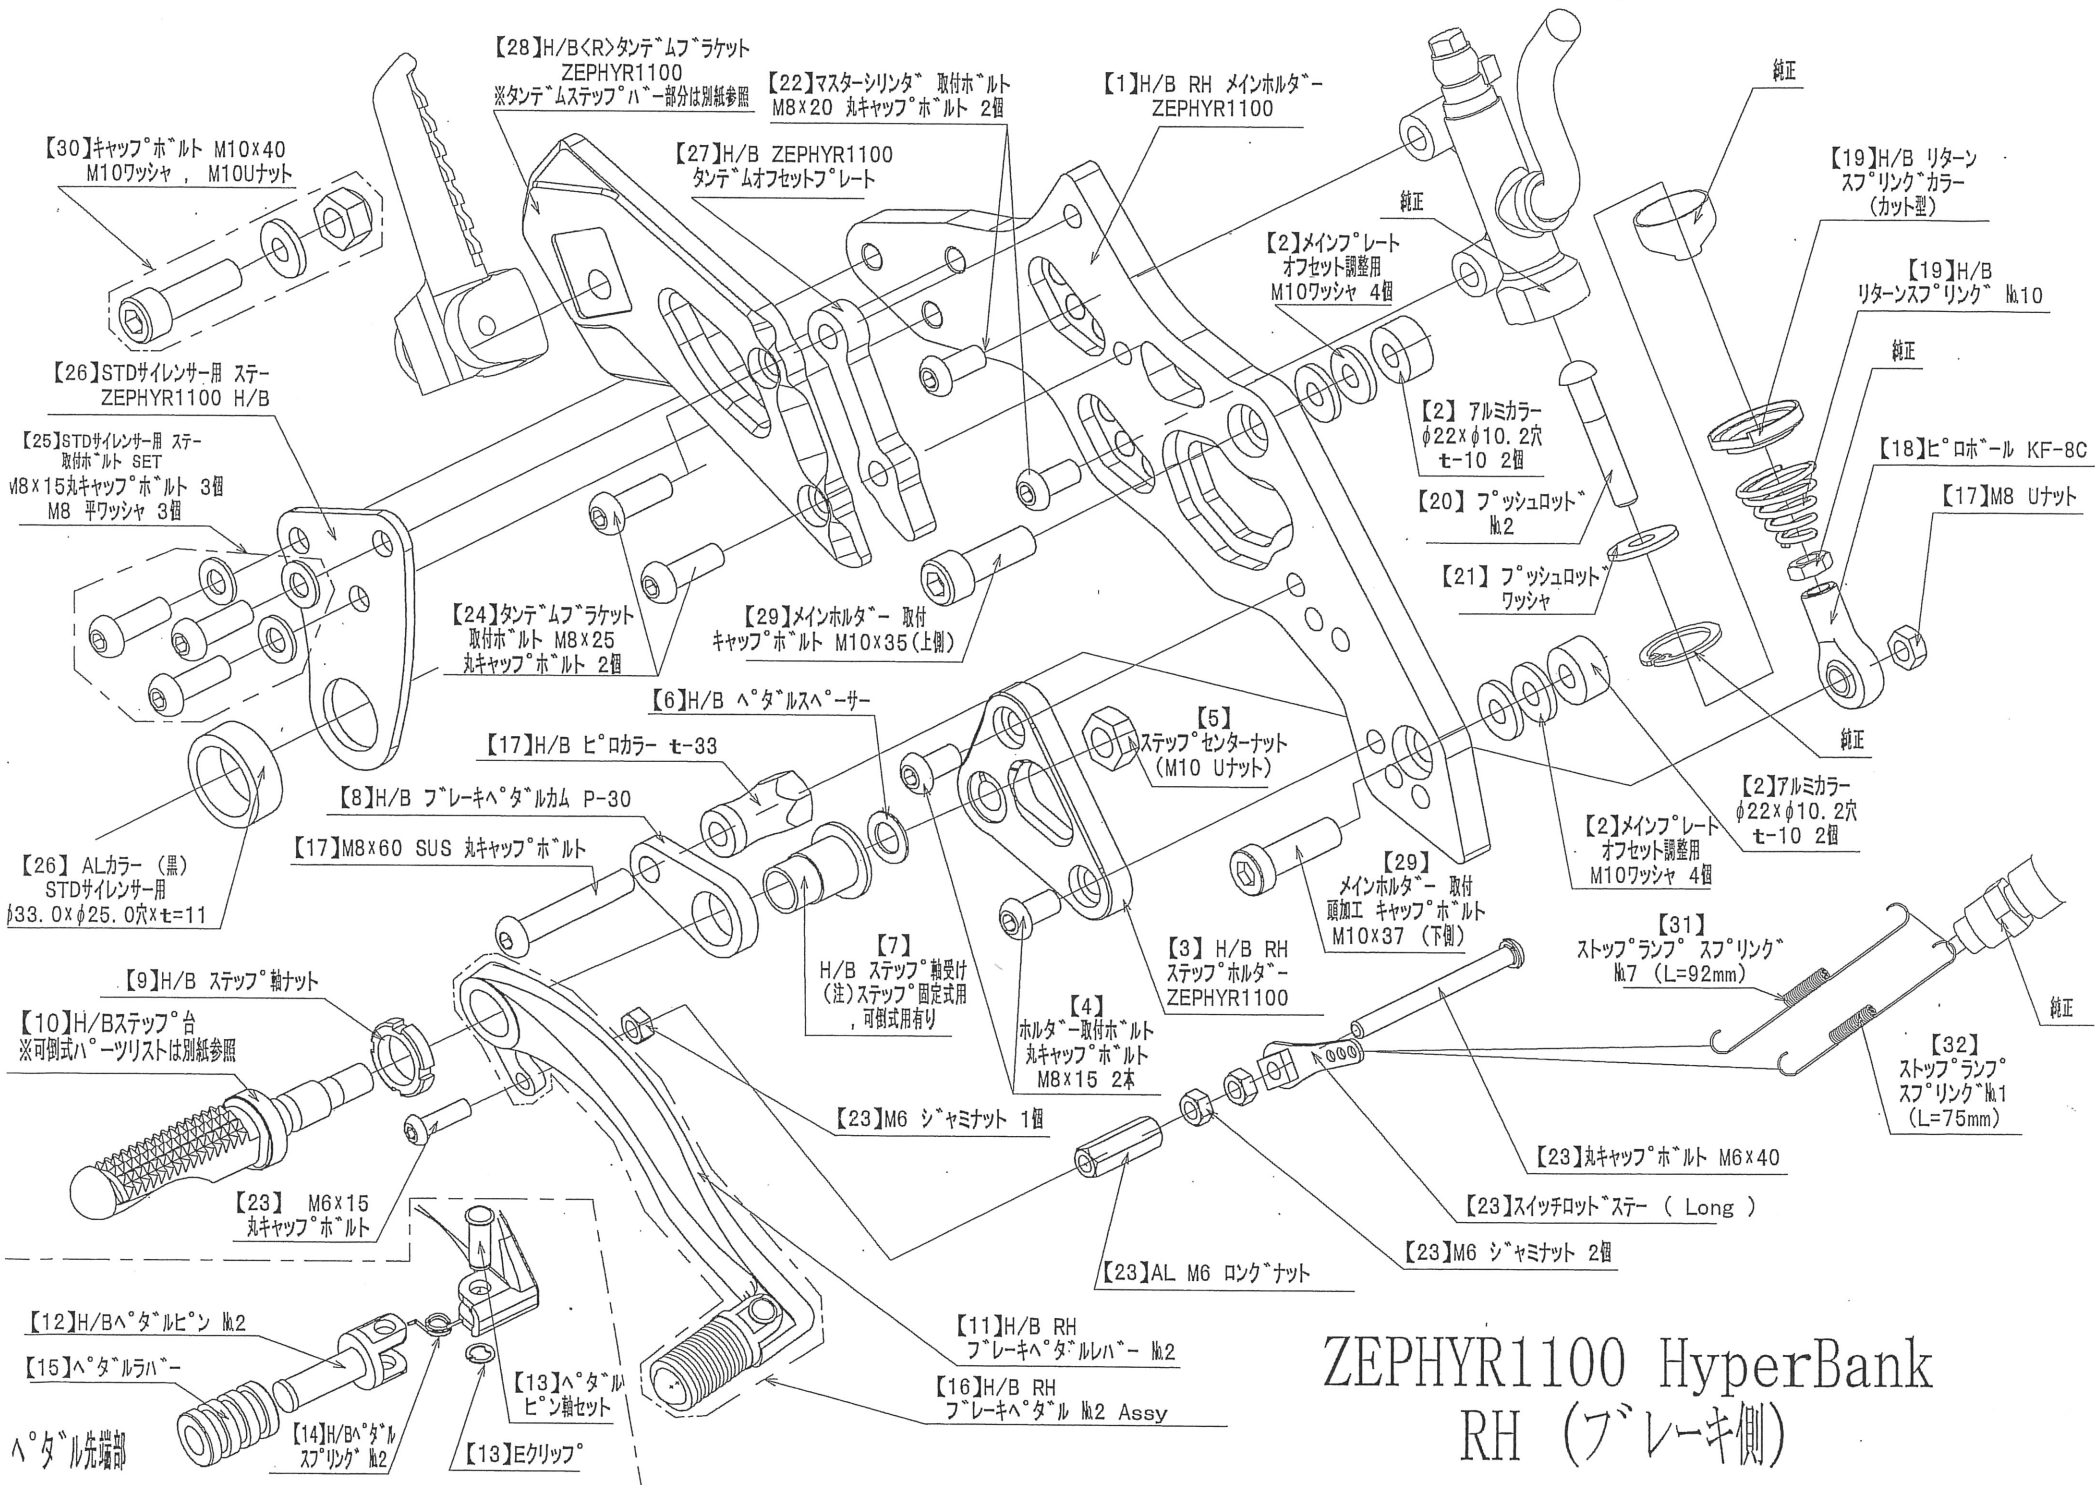 【28】H/B<R>タンデムブラケット
ZEPHYR1100
※タンデムステップバー部分は別紙参照
【22】マスターシリンダ 取付ボルト
M8×20 丸キャップボルト 2個
【1】H/B RH メインホルダー
ZEPHYR1100
純正
【30】キャップボルト M10×40
M10ワッシャ , M10Uナット
【27】H/B ZEPHYR1100
タンデムオフセットプレート
【19】H/B リターン
スプリングカラー
(カット型)
純正
【2】メインプレート
オフセット調整用
M10ワッシャ 4個
【19】H/B
リターンスプリング №10
純正
【26】STDサイレンサー用 ステー
ZEPHYR1100 H/B
【2】 アルミカラー
φ22×φ10.2穴
t-10 2個
【25】STDサイレンサー用 ステー
取付ボルト SET
M8×15丸キャップボルト 3個
M8 平ワッシャ 3個
【18】ピロボール KF-8C
【17】M8 Uナット
【20】 プッシュロッド
№2
【21】 プッシュロッド
ワッシャ
【24】タンデムブラケット
取付ボルト M8×25
丸キャップボルト 2個
【29】メインホルダー 取付
キャップボルト M10×35(上側)
【6】H/B ペダルスペーサー
【5】
ステップセンターナット
(M10 Uナット)
純正
【17】H/B ピロカラー t-33
【8】H/B ブレーキペダルカム P-30
【17】M8×60 SUS 丸キャップボルト
【2】アルミカラー
φ22×φ10.2穴
t-10 2個
【2】メインプレート
オフセット調整用
M10ワッシャ 4個
【26】 ALカラー (黒)
STDサイレンサー用
φ33.0×φ25.0穴×t=11
【29】
メインホルダー 取付
頭加工 キャップボルト
M10×37 (下側)
【31】
ストップランプ スプリング
№7 (L=92mm)
【7】
H/B ステップ軸受け
(注)ステップ固定式用
, 可倒式用有り
【3】 H/B RH
ステップホルダー
ZEPHYR1100
【4】
ホルダー取付ボルト
丸キャップボルト
M8×15 2本
【9】H/B ステップ軸ナット
【10】H/Bステップ台
※可倒式パーツリストは別紙参照
純正
【32】
ストップランプ
スプリング№1
(L=75mm)
【23】M6 ジャミナット 1個
【23】丸キャップボルト M6×40
【23】 M6×15
丸キャップボルト
【23】スイッチロッドステー ( Long )
【23】M6 ジャミナット 2個
【23】AL M6 ロングナット
【12】H/Bペダルピン №2
【15】ペダルラバー
【11】H/B RH
ブレーキペダルレバー №2
【13】ペダル
ピン軸セット
【16】H/B RH
ブレーキペダル №2 Assy
【14】H/Bペダル
スプリング №2
【13】Eクリップ
ペダル先端部
ZEPHYR1100 HyperBank
RH (ブレーキ側)